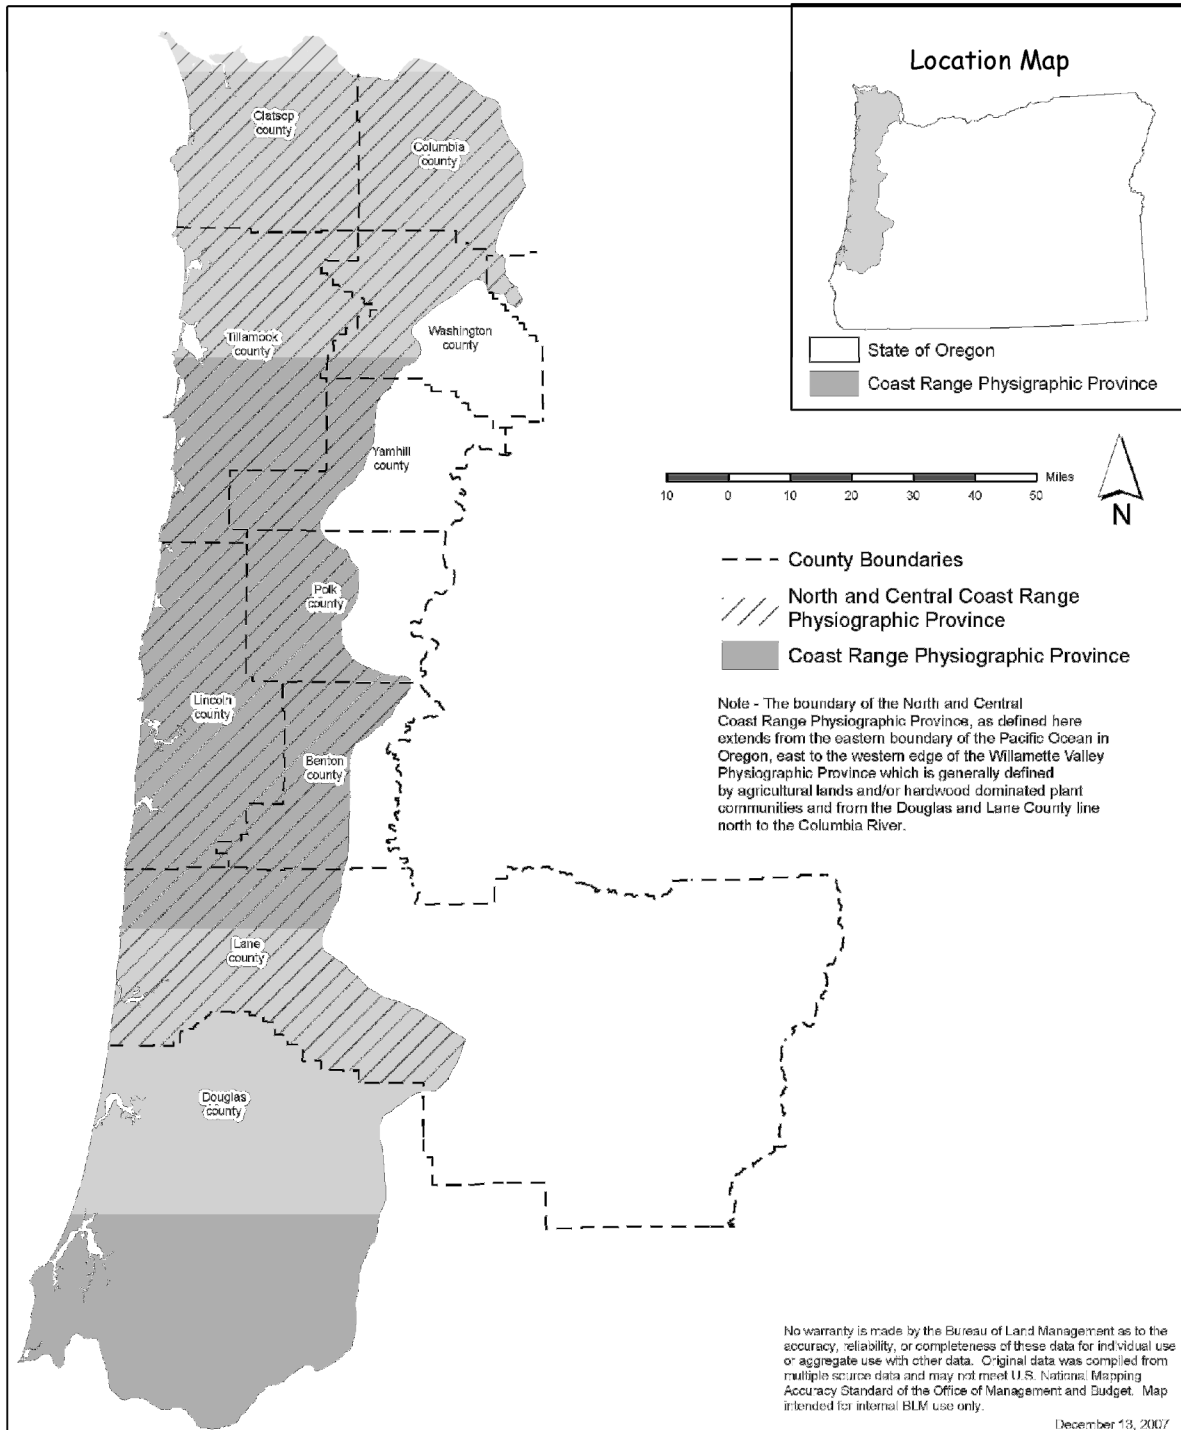 Location Map
State of Oregon
Coast Range Physigraphic Province
Clatsop
county
Columbia
county
Washington
county
Tillamook
county
Yamhill
county
Polk
county
Lincoln
county
Benton
county
Lane
county
Douglas
county
Miles
10 0 10 20 30 40 50
N
County Boundaries
North and Central Coast Range
Physiographic Province
Coast Range Physiographic Province
Note - The boundary of the North and Central
Coast Range Physiographic Province, as defined here
extends from the eastern boundary of the Pacific Ocean in
Oregon, east to the western edge of the Willamette Valley
Physiographic Province which is generally defined
by agricultural lands and/or hardwood dominated plant
communities and from the Douglas and Lane County line
north to the Columbia River.
No warranty is made by the Bureau of Land Management as to the
accuracy, reliability, or completeness of these data for individual use
or aggregate use with other data. Original data was compiled from
multiple source data and may not meet U.S. National Mapping
Accuracy Standard of the Office of Management and Budget. Map
intended for internal BLM use only.
December 13, 2007